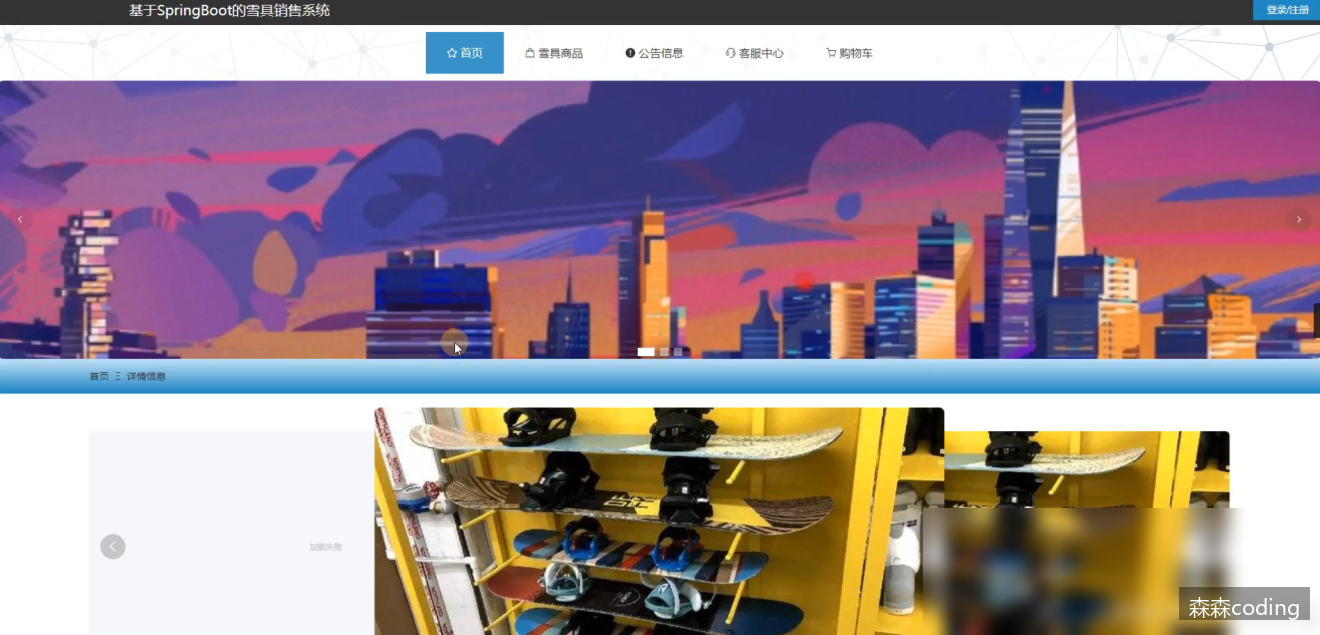 基于SpringBoot的雪具销售系统
登录/注册
首页
雪具商品
公告信息
客服中心
购物车
首页
详情信息
加载失败
森森coding